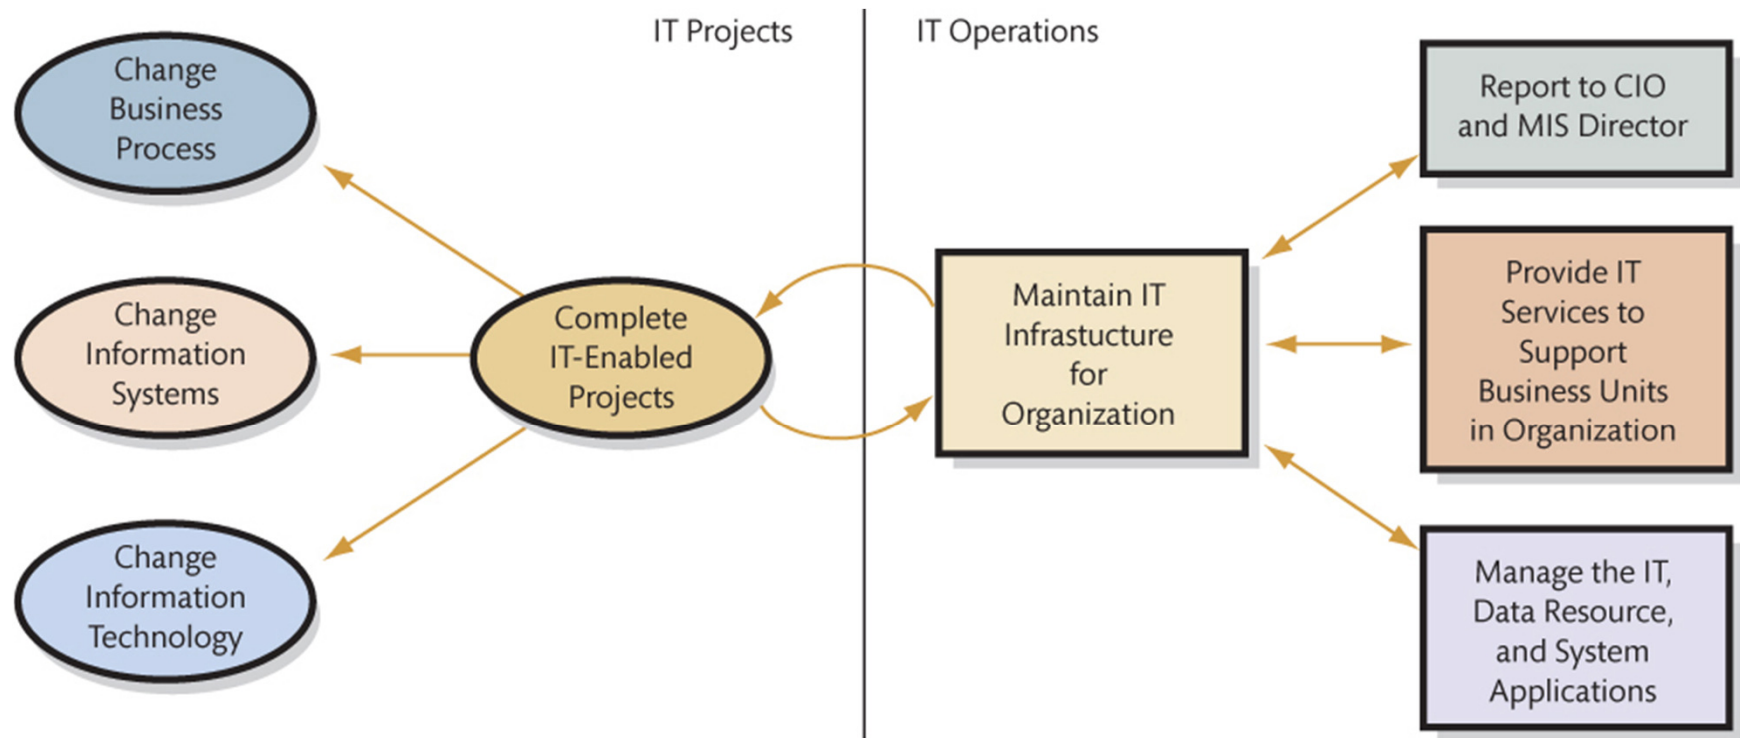 IT Projects
IT Operations
Change
Business
Process
Change
Information
Systems
Change
Information
Technology
Complete
IT-Enabled
Projects
Maintain IT
Infrastucture
for
Organization
Report to CIO
and MIS Director
Provide IT
Services to
Support
Business Units
in Organization
Manage the IT,
Data Resource,
and System
Applications